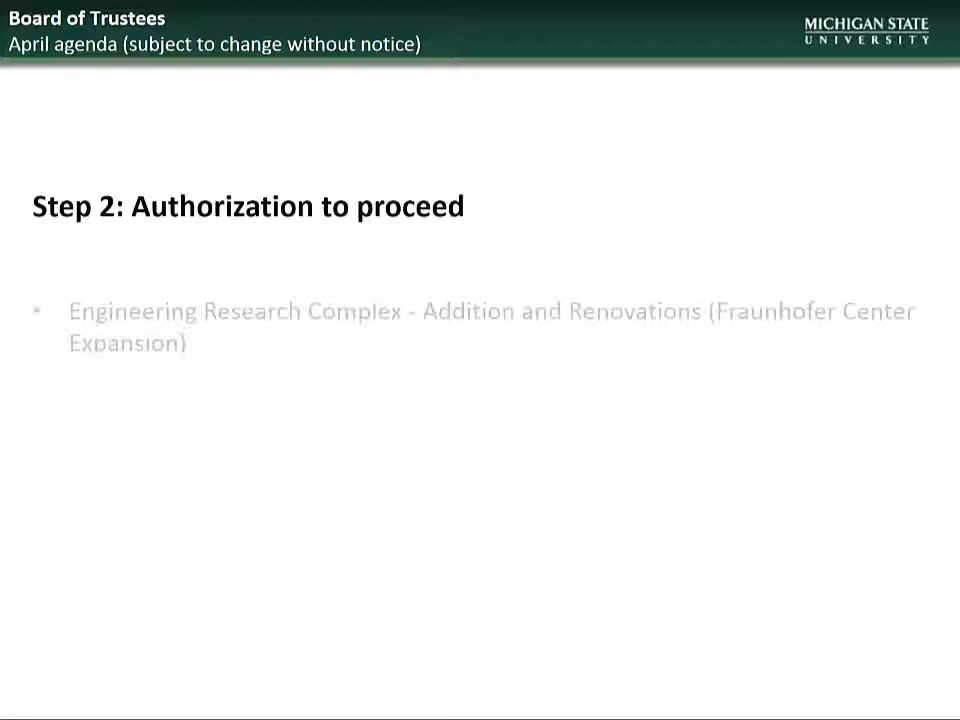 Board of Trustees
April agenda (subject to change without notice)
MICHIGAN STATE
UNIVERSITY
Step 2: Authorization to proceed
• Engineering Research Complex - Addition and Renovations (Fraunhofer Center
Expansion)